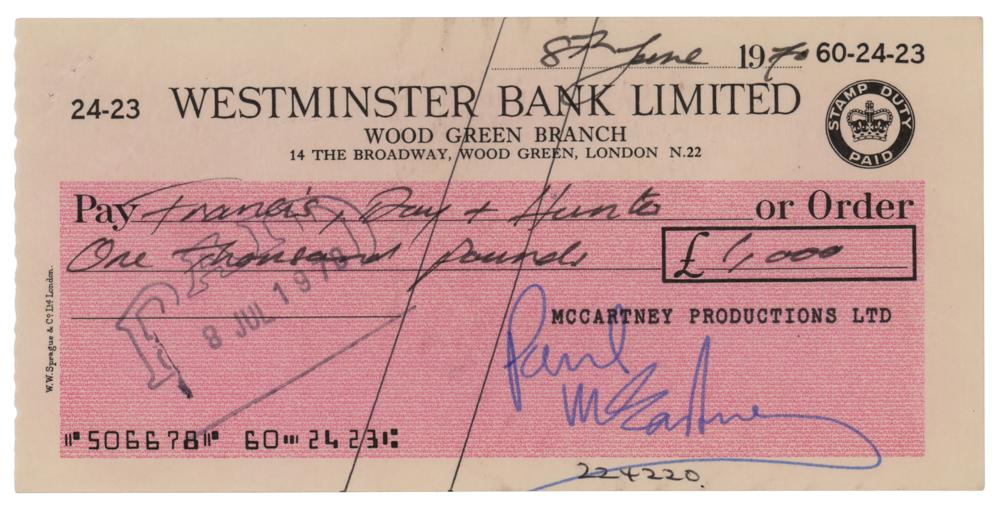 8th June 1970 60-24-23
24-23 WESTMINSTER BANK LIMITED
WOOD GREEN BRANCH
14 THE BROADWAY, WOOD GREEN, LONDON N.22
STAMP DUTY
PAID
Pay Francis, Day + Hunter or Order
One thousand pounds £ 1,000
PAID
8 JUL 1970
MCCARTNEY PRODUCTIONS LTD
Paul
McCartney
W.W.Sprague & Co Ltd London.
⑈506678⑈ 60⑉2423⑆
224220.